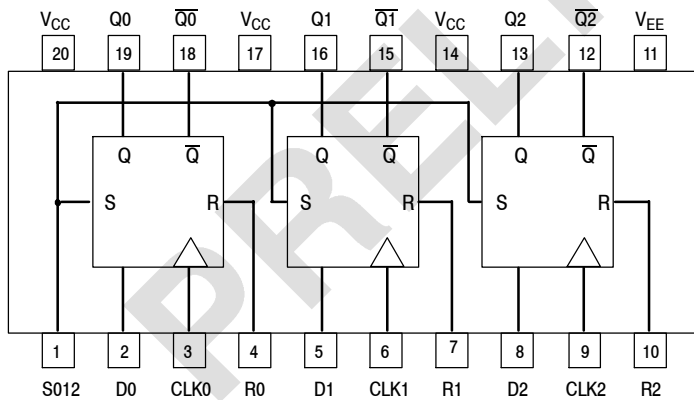 VCC Q0 Q0 VCC Q1 Q1 VCC Q2 Q2 VEE
20 19 18 17 16 15 14 13 12 11
Q Q Q Q Q Q
S R S R S R
1 2 3 4 5 6 7 8 9 10
S012 D0 CLK0 R0 D1 CLK1 R1 D2 CLK2 R2
PRELI